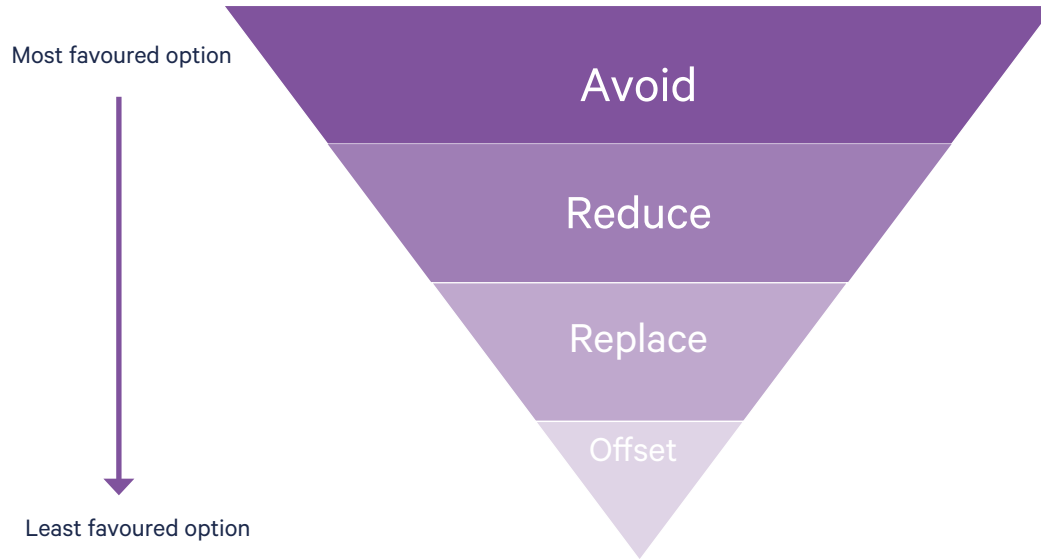 Most favoured option
Avoid
Reduce
Replace
Offset
Least favoured option